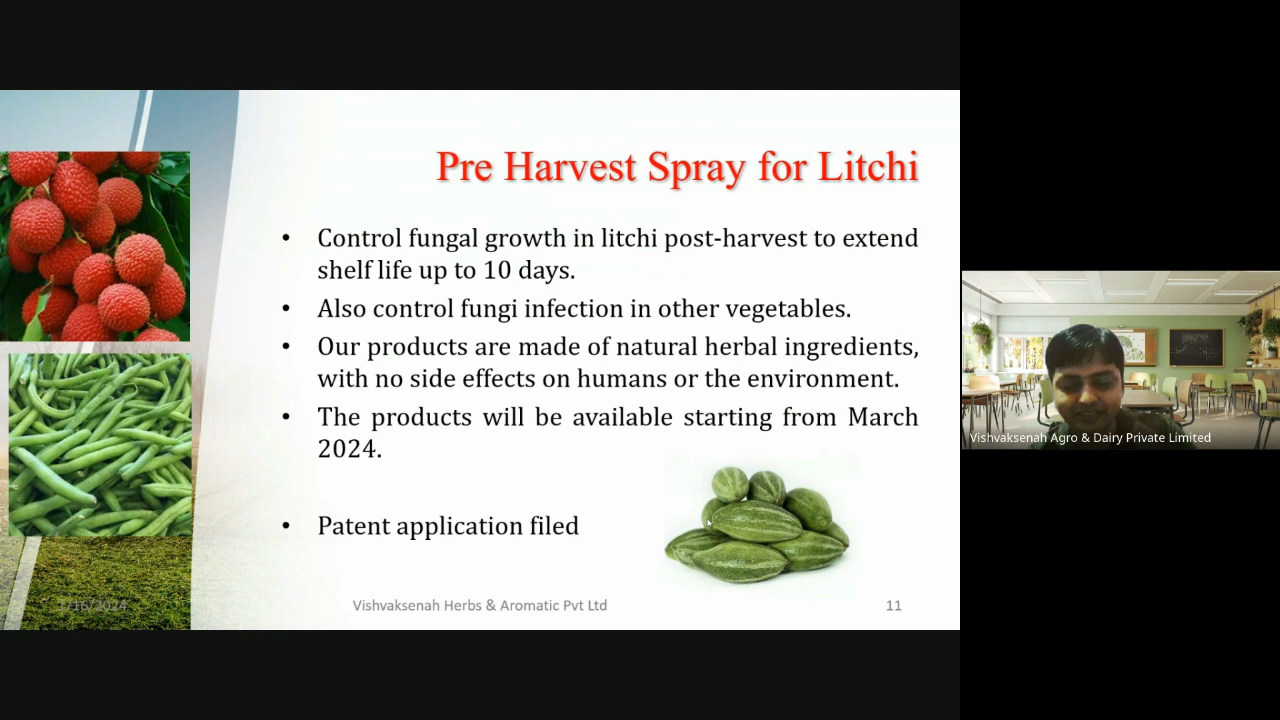 Pre Harvest Spray for Litchi
• Control fungal growth in litchi post-harvest to extend
shelf life up to 10 days.
• Also control fungi infection in other vegetables.
• Our products are made of natural herbal ingredients,
with no side effects on humans or the environment.
• The products will be available starting from March
2024.
• Patent application filed
1/16/2024
Vishvaksenah Herbs & Aromatic Pvt Ltd
11
Vishvaksenah Agro & Dairy Private Limited